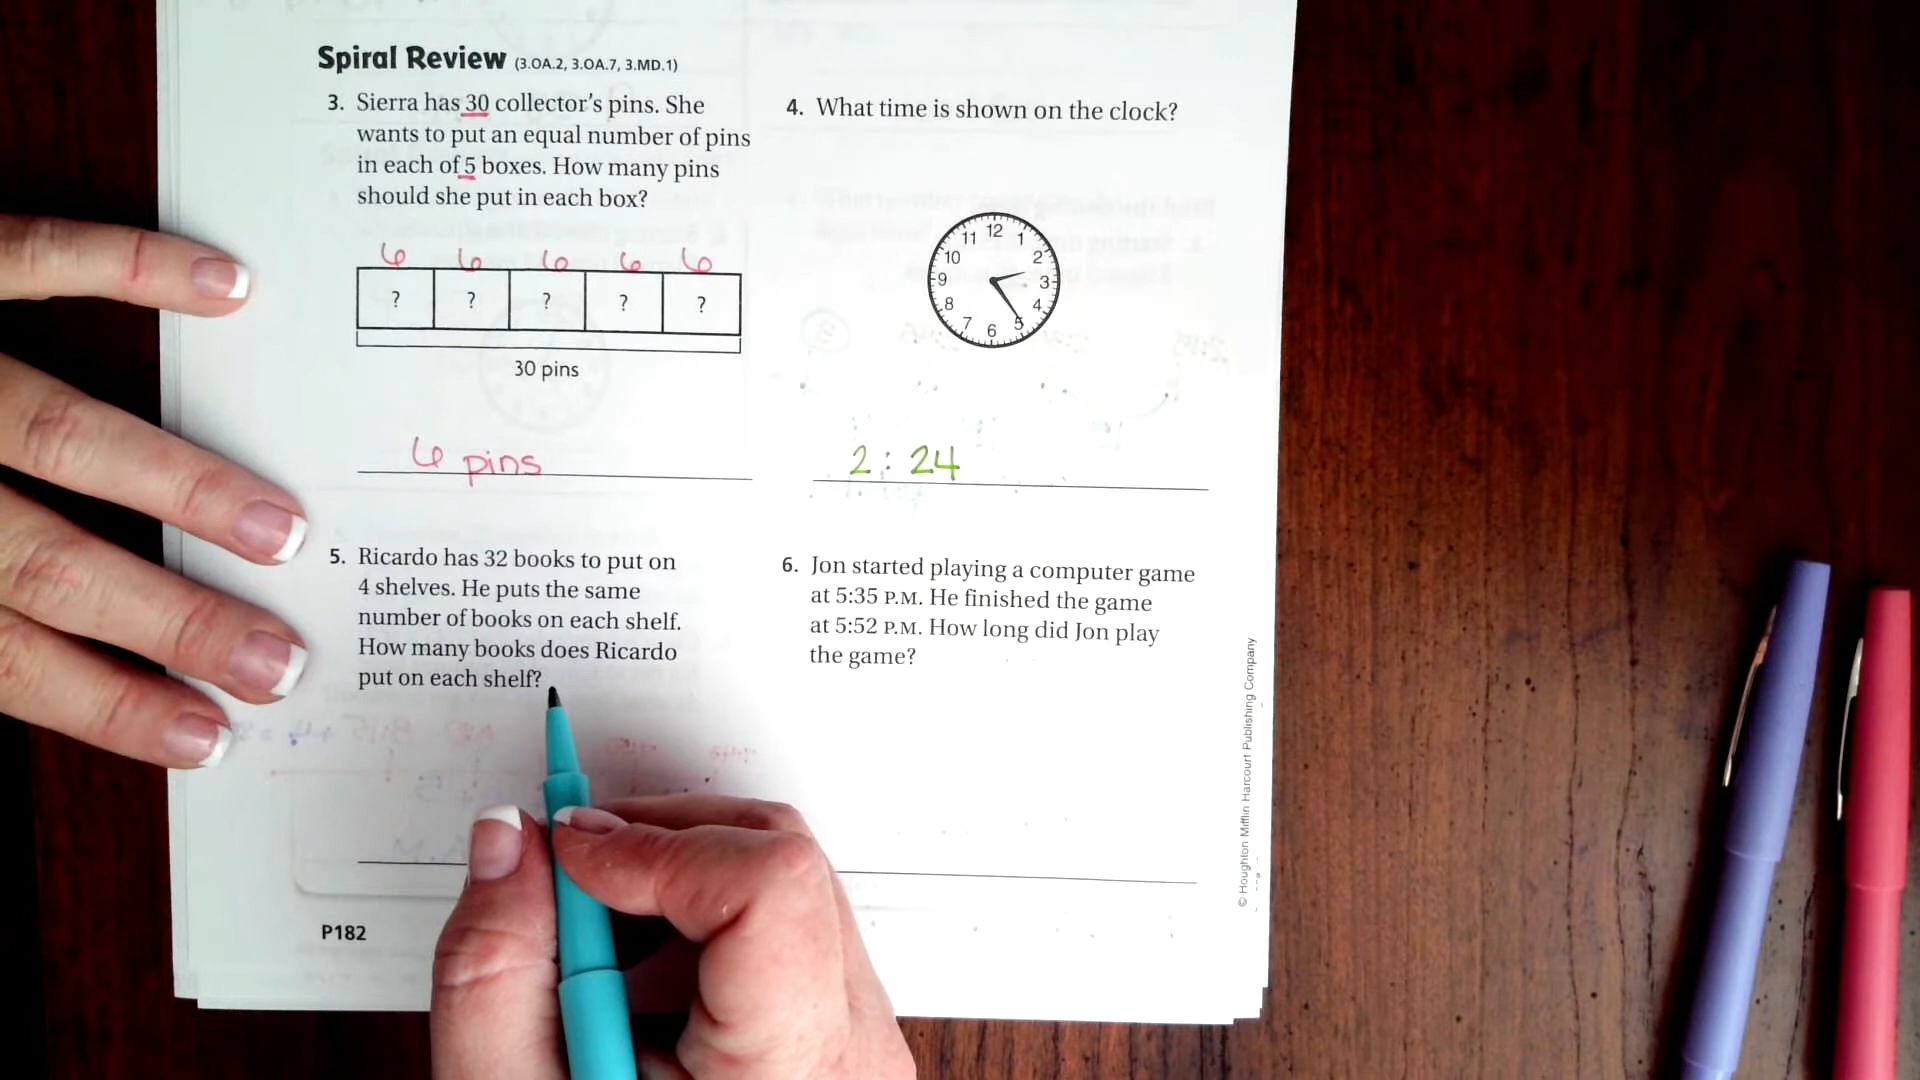 Spiral Review (3.OA.2, 3.OA.7, 3.MD.1)
3. Sierra has 30 collector's pins. She
wants to put an equal number of pins
in each of 5 boxes. How many pins
should she put in each box?
6 6 6 6 6
? ? ? ? ?
30 pins
6 pins
4. What time is shown on the clock?
12
11 1
10 2
9 3
8 4
7 5
6
2:24
5. Ricardo has 32 books to put on
4 shelves. He puts the same
number of books on each shelf.
How many books does Ricardo
put on each shelf?
6. Jon started playing a computer game
at 5:35 P.M. He finished the game
at 5:52 P.M. How long did Jon play
the game?
P182
© Houghton Mifflin Harcourt Publishing Company